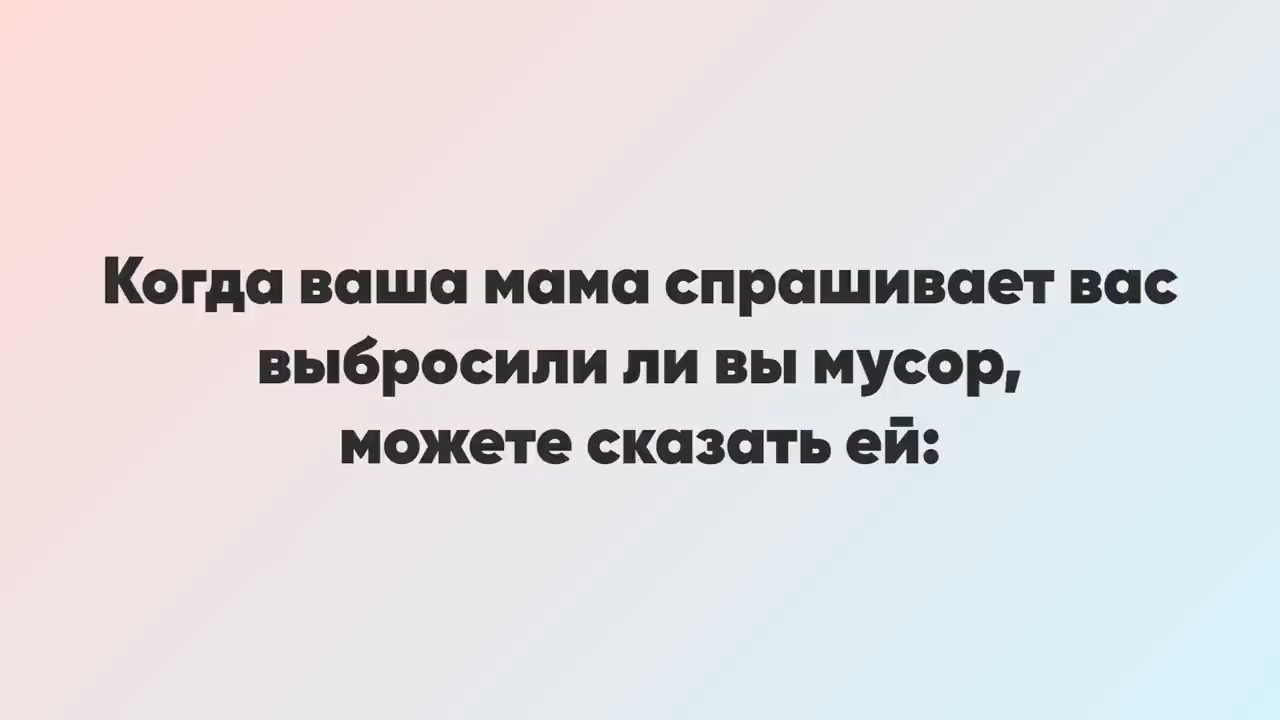 Когда ваша мама спрашивает вас
выбросили ли вы мусор,
можете сказать ей: